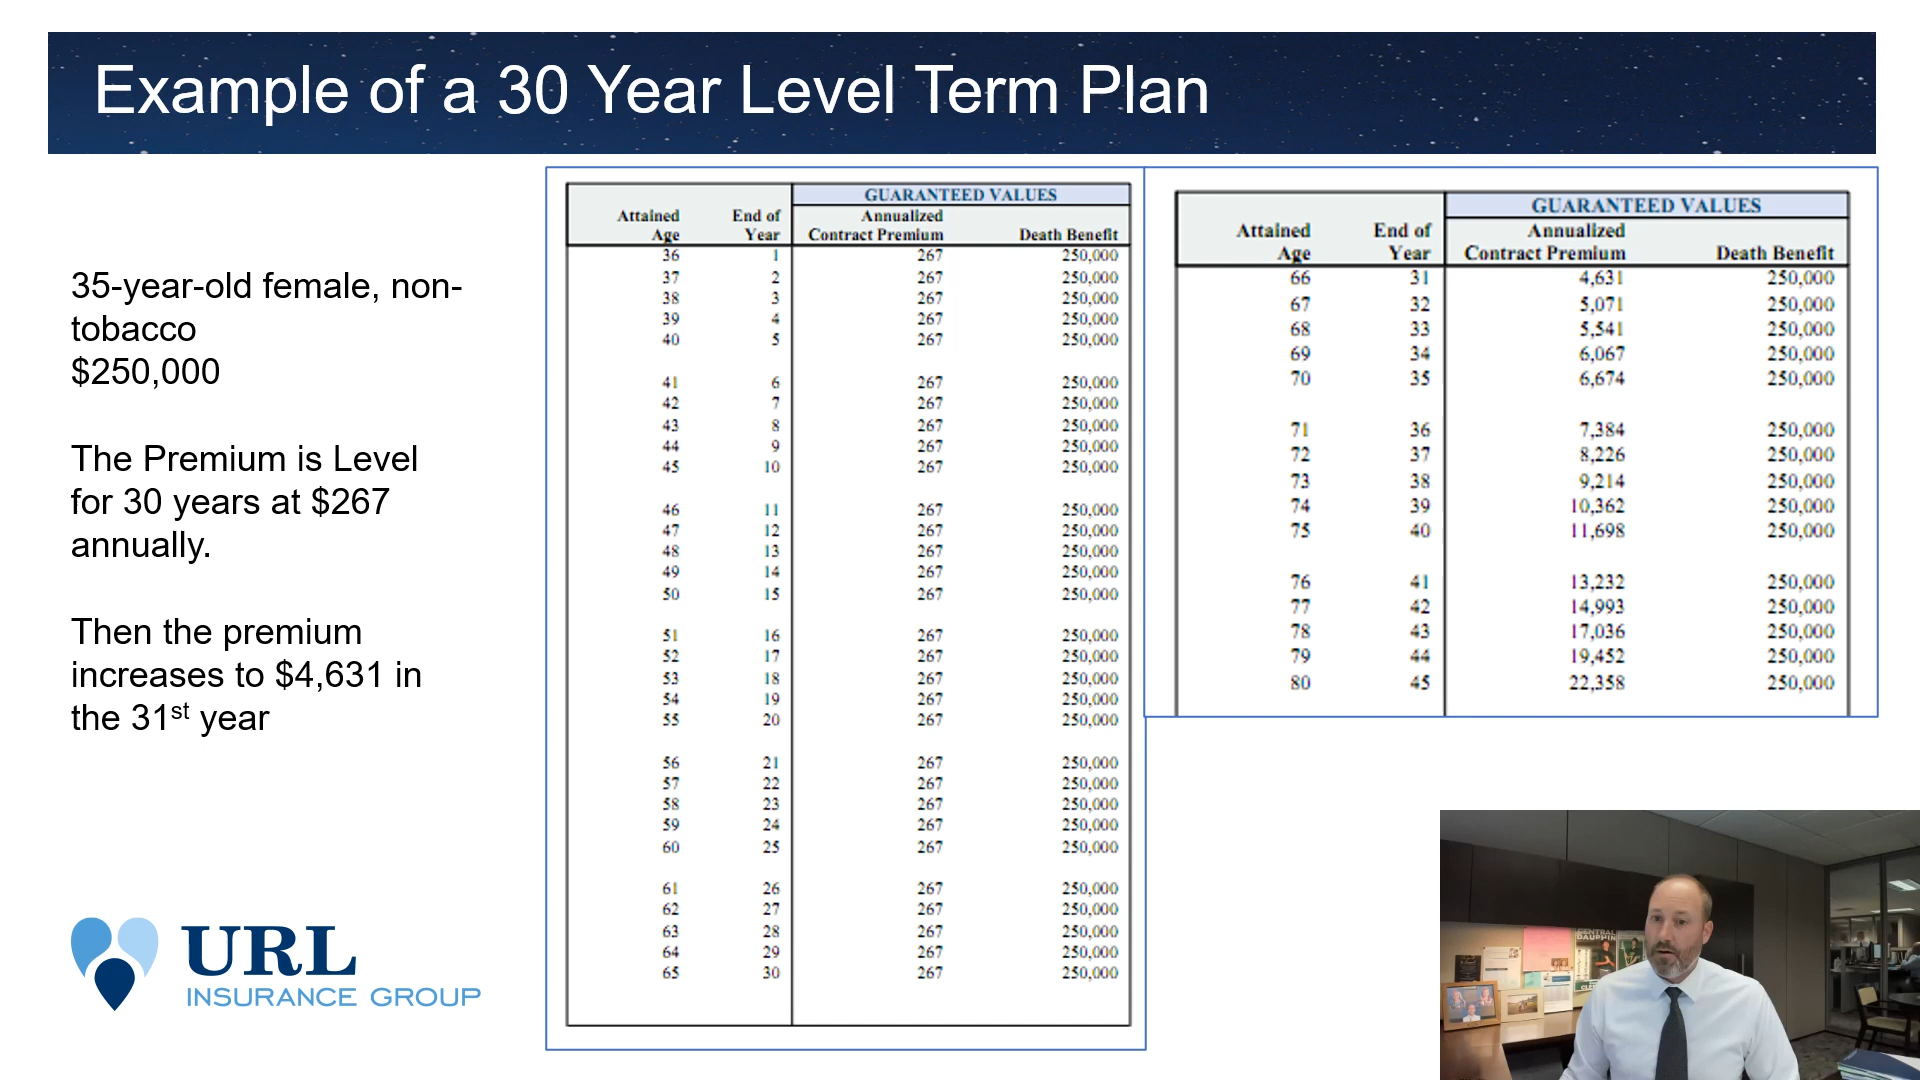 Example of a 30 Year Level Term Plan
35-year-old female, non-
tobacco
$250,000
The Premium is Level
for 30 years at $267
annually.
Then the premium
increases to $4,631 in
the 31st year
URL
INSURANCE GROUP
GUARANTEED VALUES
Attained End of Annualized
Age Year Contract Premium Death Benefit
36 1 267 250,000
37 2 267 250,000
38 3 267 250,000
39 4 267 250,000
40 5 267 250,000
41 6 267 250,000
42 7 267 250,000
43 8 267 250,000
44 9 267 250,000
45 10 267 250,000
46 11 267 250,000
47 12 267 250,000
48 13 267 250,000
49 14 267 250,000
50 15 267 250,000
51 16 267 250,000
52 17 267 250,000
53 18 267 250,000
54 19 267 250,000
55 20 267 250,000
56 21 267 250,000
57 22 267 250,000
58 23 267 250,000
59 24 267 250,000
60 25 267 250,000
61 26 267 250,000
62 27 267 250,000
63 28 267 250,000
64 29 267 250,000
65 30 267 250,000
GUARANTEED VALUES
Attained End of Annualized
Age Year Contract Premium Death Benefit
66 31 4,631 250,000
67 32 5,071 250,000
68 33 5,541 250,000
69 34 6,067 250,000
70 35 6,674 250,000
71 36 7,384 250,000
72 37 8,226 250,000
73 38 9,214 250,000
74 39 10,362 250,000
75 40 11,698 250,000
76 41 13,232 250,000
77 42 14,993 250,000
78 43 17,036 250,000
79 44 19,452 250,000
80 45 22,358 250,000
CENTRAL
DAUPHIN